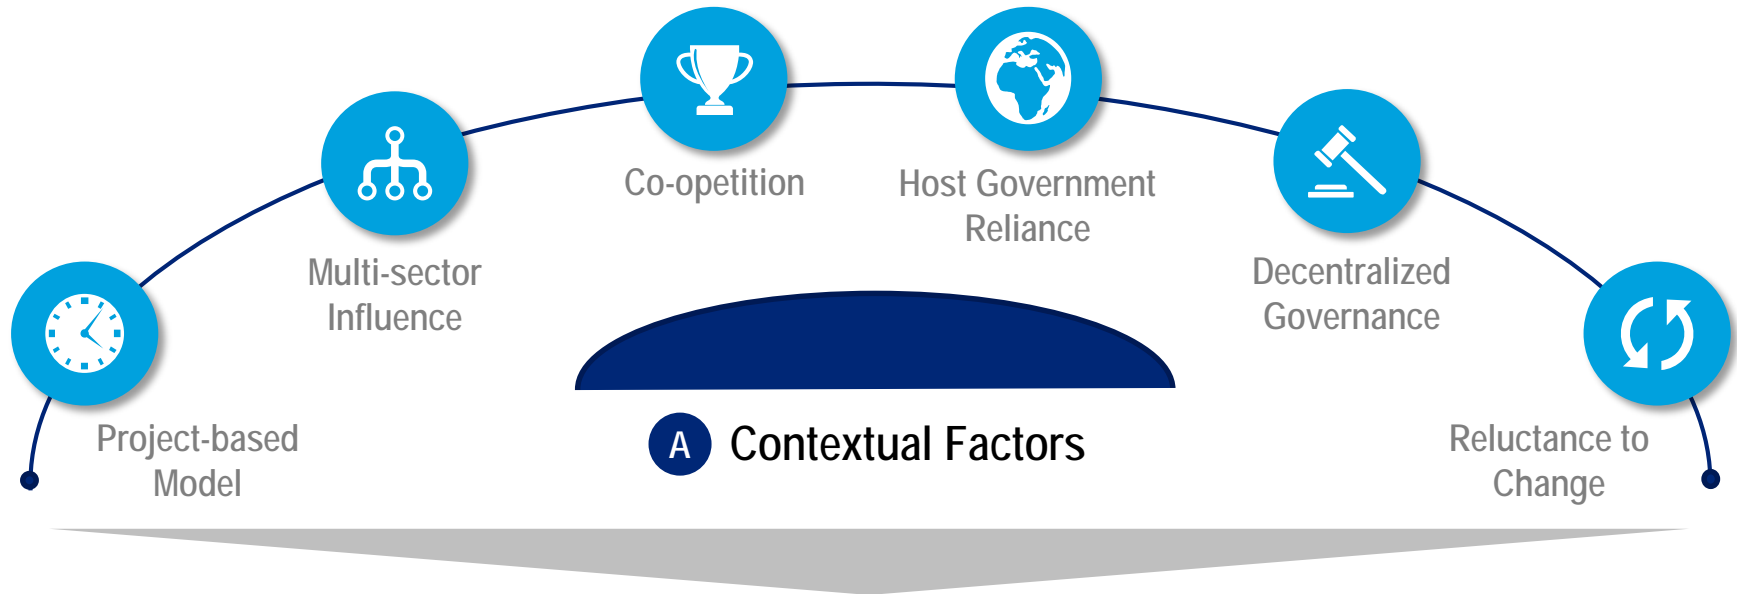 Project-based
Model
Multi-sector
Influence
Co-opetition
Host Government
Reliance
Decentralized
Governance
Reluctance to
Change
A Contextual Factors